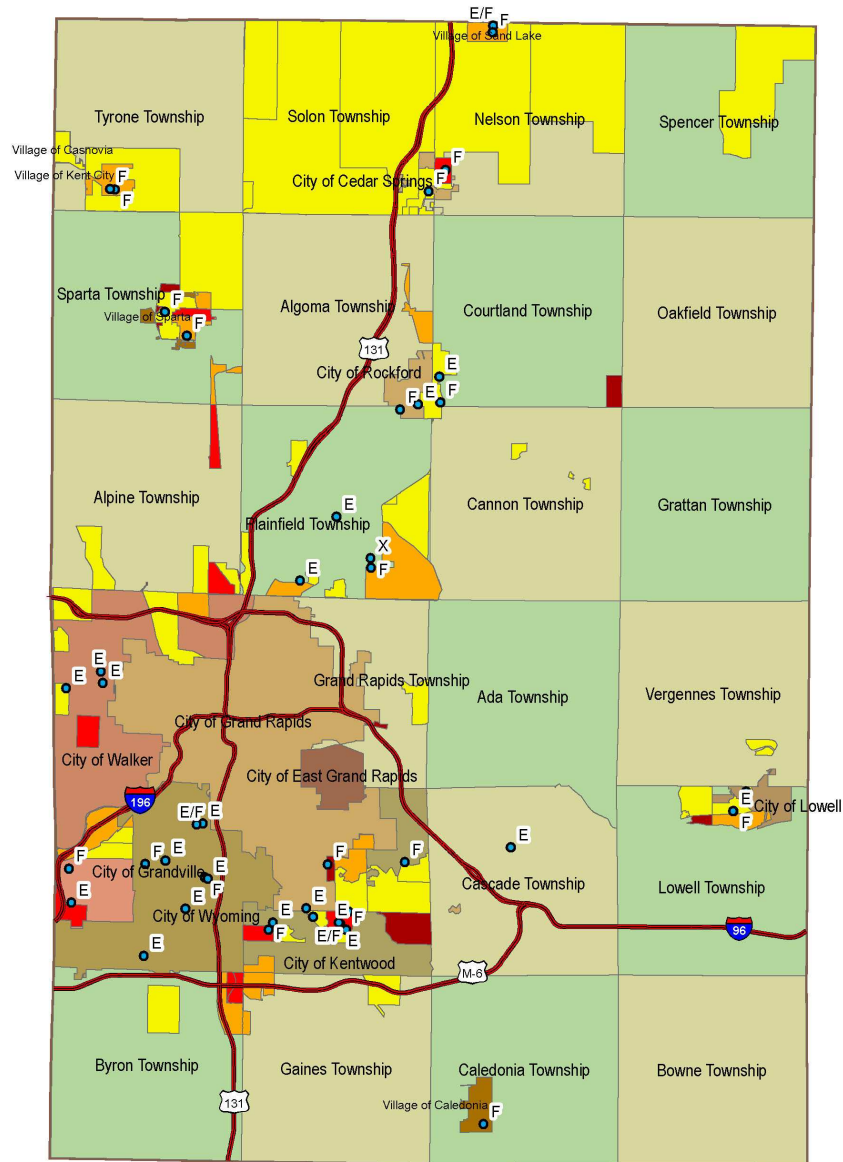 E/F
F
Village of Sand Lake
Tyrone Township
Solon Township
Nelson Township
Spencer Township
Village of Casnovia
F
Village of Kent City
F
F
City of Cedar Springs
F
Sparta Township
F
Village of Sparta
F
Algoma Township
Courtland Township
Oakfield Township
131
City of Rockford
E
F
E
F
Alpine Township
Plainfield Township
E
Cannon Township
Grattan Township
X
F
E
E
E
E
Grand Rapids Township
Ada Township
Vergennes Township
City of Grand Rapids
City of Walker
City of East Grand Rapids
196
E
City of Lowell
F
E/F
E
F
F
E
E
F
City of Grandville
E
F
Cascade Township
Lowell Township
E
E
City of Wyoming
E
F
E
E
F
E/F
E
96
E
City of Kentwood
M-6
Byron Township
Gaines Township
Caledonia Township
Bowne Township
131
Village of Caledonia
F